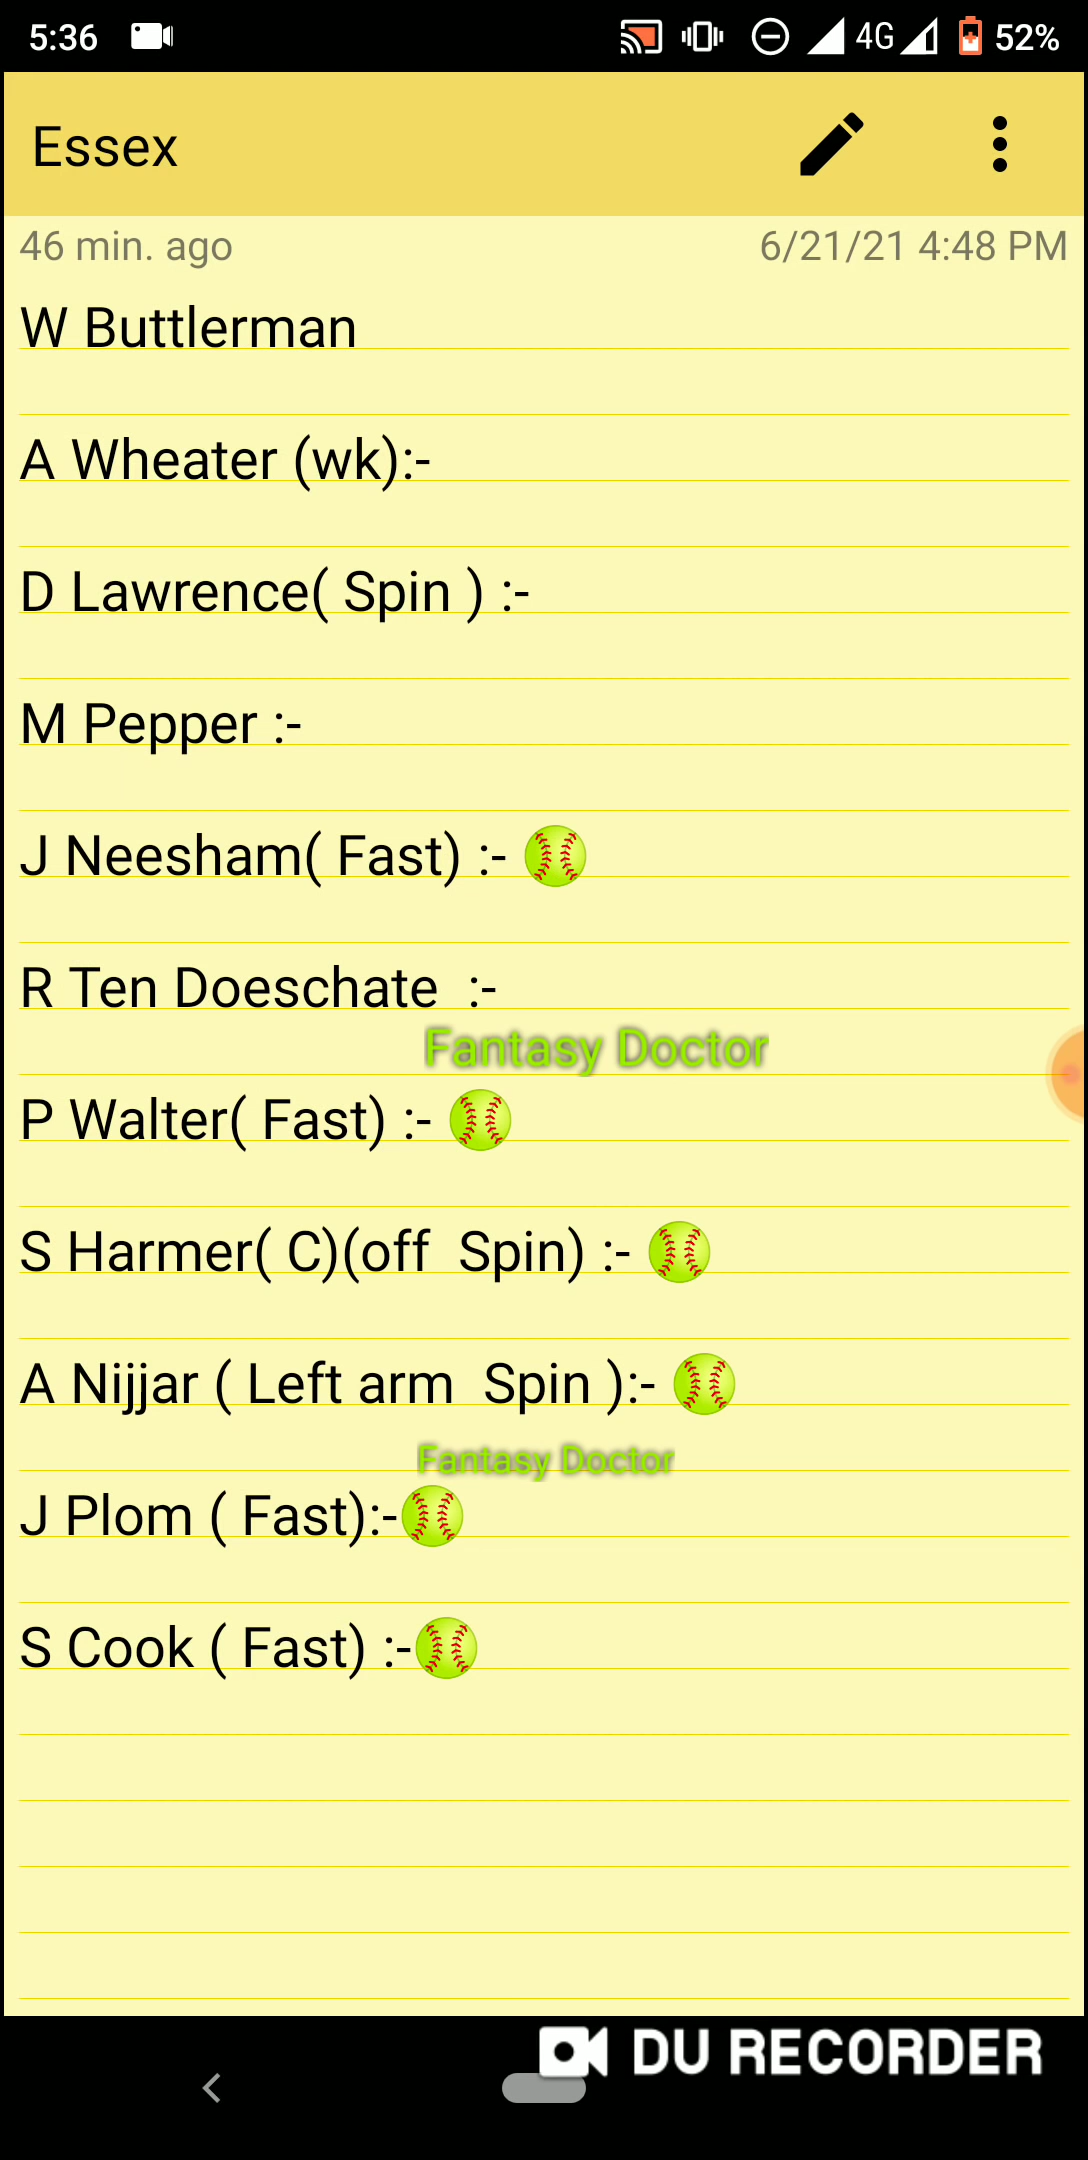 5:36 4G 52%
Essex
46 min. ago 6/21/21 4:48 PM
W Buttlerman
A Wheater (wk):-
D Lawrence( Spin ) :-
M Pepper :-
J Neesham( Fast) :- 🥎
R Ten Doeschate  :-
Fantasy Doctor
P Walter( Fast) :- 🥎
S Harmer( C)(off  Spin) :- 🥎
A Nijjar ( Left arm  Spin ):- 🥎
Fantasy Doctor
J Plom ( Fast):-🥎
S Cook ( Fast) :-🥎
DU RECORDER